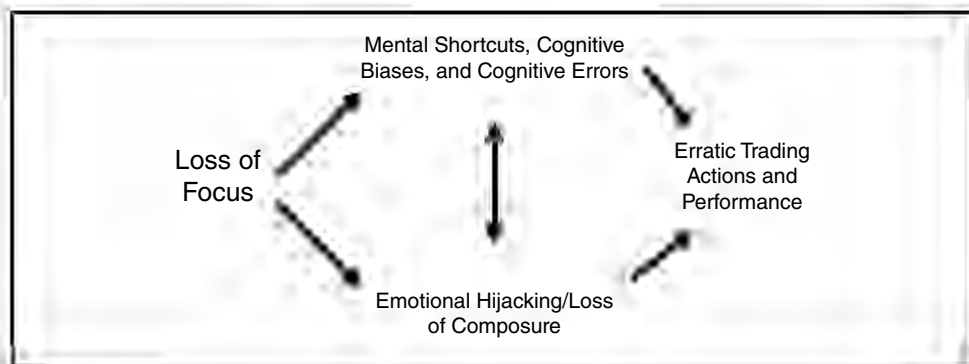 Mental Shortcuts, Cognitive
Biases, and Cognitive Errors
Loss of
Focus
Erratic Trading
Actions and
Performance
Emotional Hijacking/Loss
of Composure